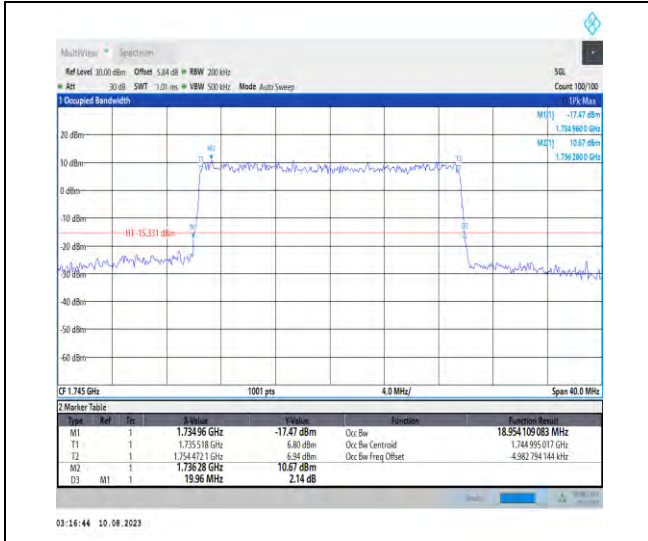 MultiView Spectrum
Ref Level 30.00 dBm Offset 5.84 dB RBW 200 kHz SGL
Att 30 dB SWT 1.01 ms VBW 500 kHz Mode Auto Sweep Count 100/100
1 Occupied Bandwidth 1Pk Max
M1[1] -17.47 dBm
1.734 960 0 GHz
20 dBm M2[1] 10.67 dBm
1.736 280 0 GHz
M2
10 dBm T1 T2
0 dBm
-10 dBm
H1 -15.331 dBm
-20 dBm
-30 dBm
-40 dBm
-50 dBm
-60 dBm
CF 1.745 GHz 1001 pts 4.0 MHz/ Span 40.0 MHz
2 Marker Table
Type Ref Trc X-Value Y-Value Function Function Result
M1 1 1.734 96 GHz -17.47 dBm Occ Bw 18.954 109 083 MHz
T1 1 1.735 518 GHz 6.80 dBm Occ Bw Centroid 1.744 995 017 GHz
T2 1 1.754 472 1 GHz 6.94 dBm Occ Bw Freq Offset -4.982 794 144 kHz
M2 1 1.736 28 GHz 10.67 dBm
D3 M1 1 19.96 MHz 2.14 dB
03:16:44 10.08.2023